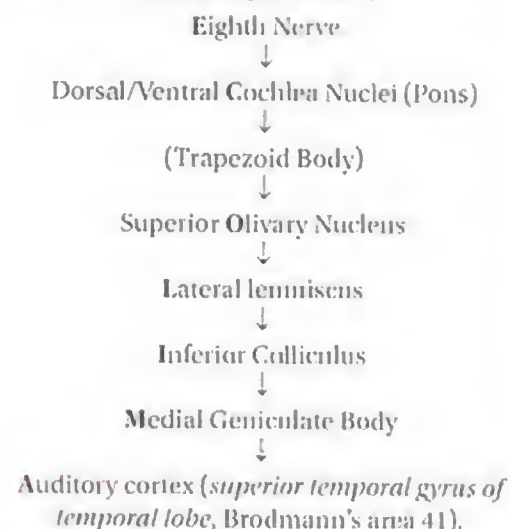 Eighth Nerve
↓
Dorsal/Ventral Cochlea Nuclei (Pons)
↓
(Trapezoid Body)
↓
Superior Olivary Nucleus
↓
Lateral lemniscus
↓
Inferior Colliculus
↓
Medial Geniculate Body
↓
Auditory cortex (superior temporal gyrus of
temporal lobe, Brodmann's area 41).